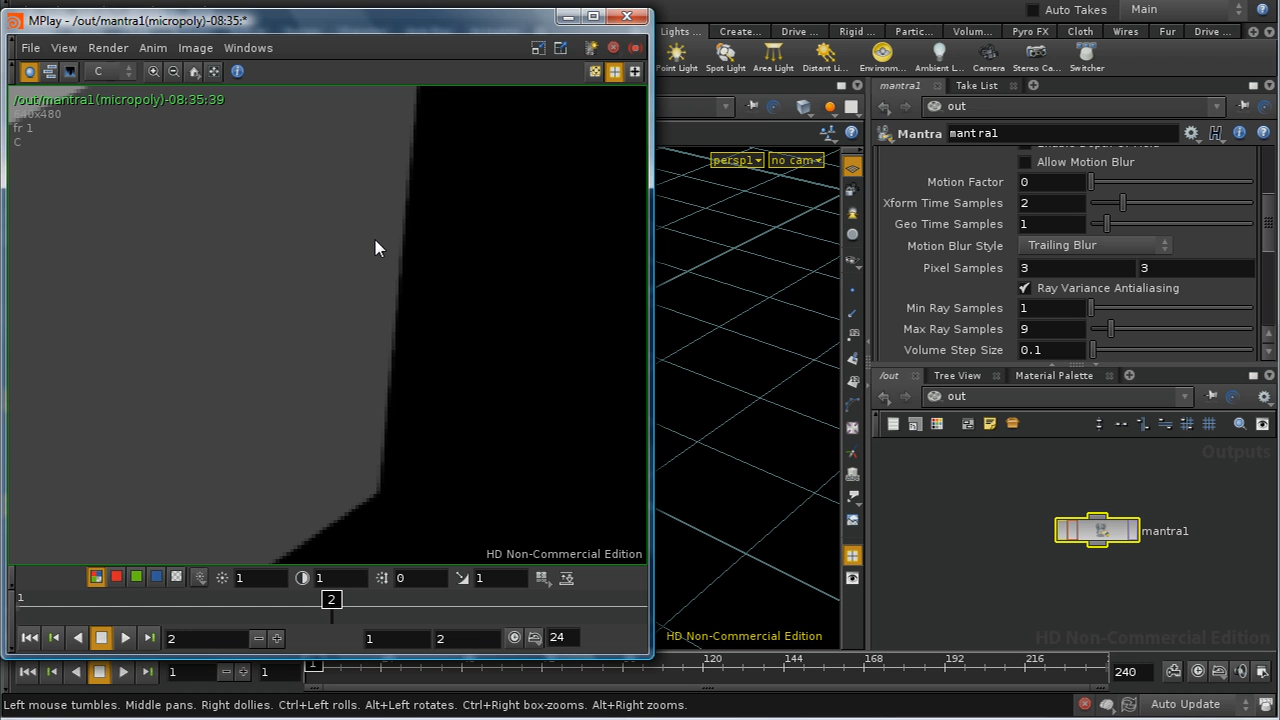 MPlay - /out/mantra1(micropoly)-08:35:*
File View Render Anim Image Windows
C
/out/mantra1(micropoly)-08:35:39
640x480
fr 1
C
HD Non-Commercial Edition
1 1 0 1
1
2
2 1 2 24
Auto Takes Main
Lights ... Create... Drive ... Rigid ... Partic... Volum... Pyro FX Cloth Wires Fur Drive ...
Point Light Spot Light Area Light Distant Li... Environm... Ambient L... Camera Stereo Ca... Switcher
persp1 no cam
HD Non-Commercial Edition
mantra1 Take List
out
Mantra mantra1
Allow Motion Blur
Motion Factor 0
Xform Time Samples 2
Geo Time Samples 1
Motion Blur Style Trailing Blur
Pixel Samples 3 3
Ray Variance Antialiasing
Min Ray Samples 1
Max Ray Samples 9
Volume Step Size 0.1
/out Tree View Material Palette
out
Outputs
mantra1
HD Non-Commercial Edition
1 1 1 120 144 168 192 216 240
Left mouse tumbles. Middle pans. Right dollies. Ctrl+Left rolls. Alt+Left rotates. Ctrl+Right box-zooms. Alt+Right zooms. Auto Update